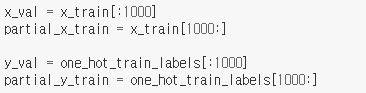 x_val = x_train[:1000]
partial_x_train = x_train[1000:]
y_val = one_hot_train_labels[:1000]
partial_y_train = one_hot_train_labels[1000:]